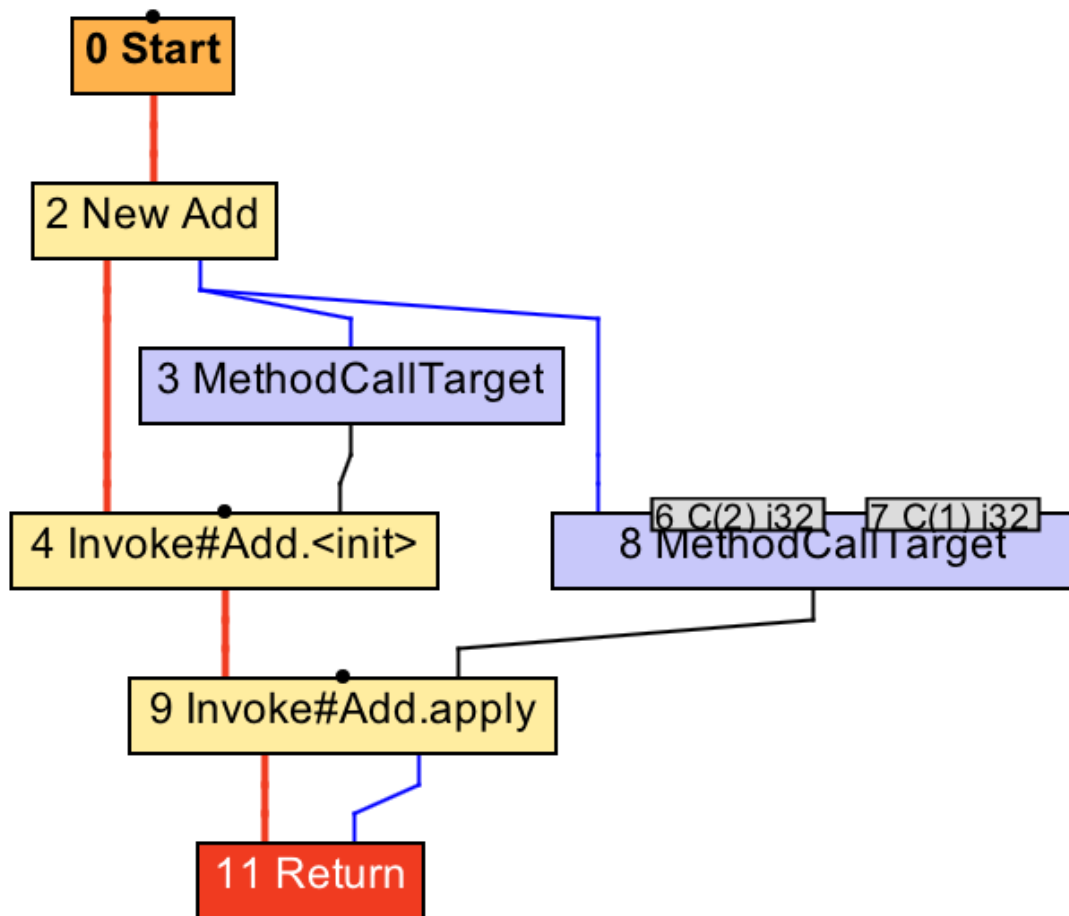 0 Start
2 New Add
3 MethodCallTarget
4 Invoke#Add.<init>
6 C(2) i32
7 C(1) i32
8 MethodCallTarget
9 Invoke#Add.apply
11 Return